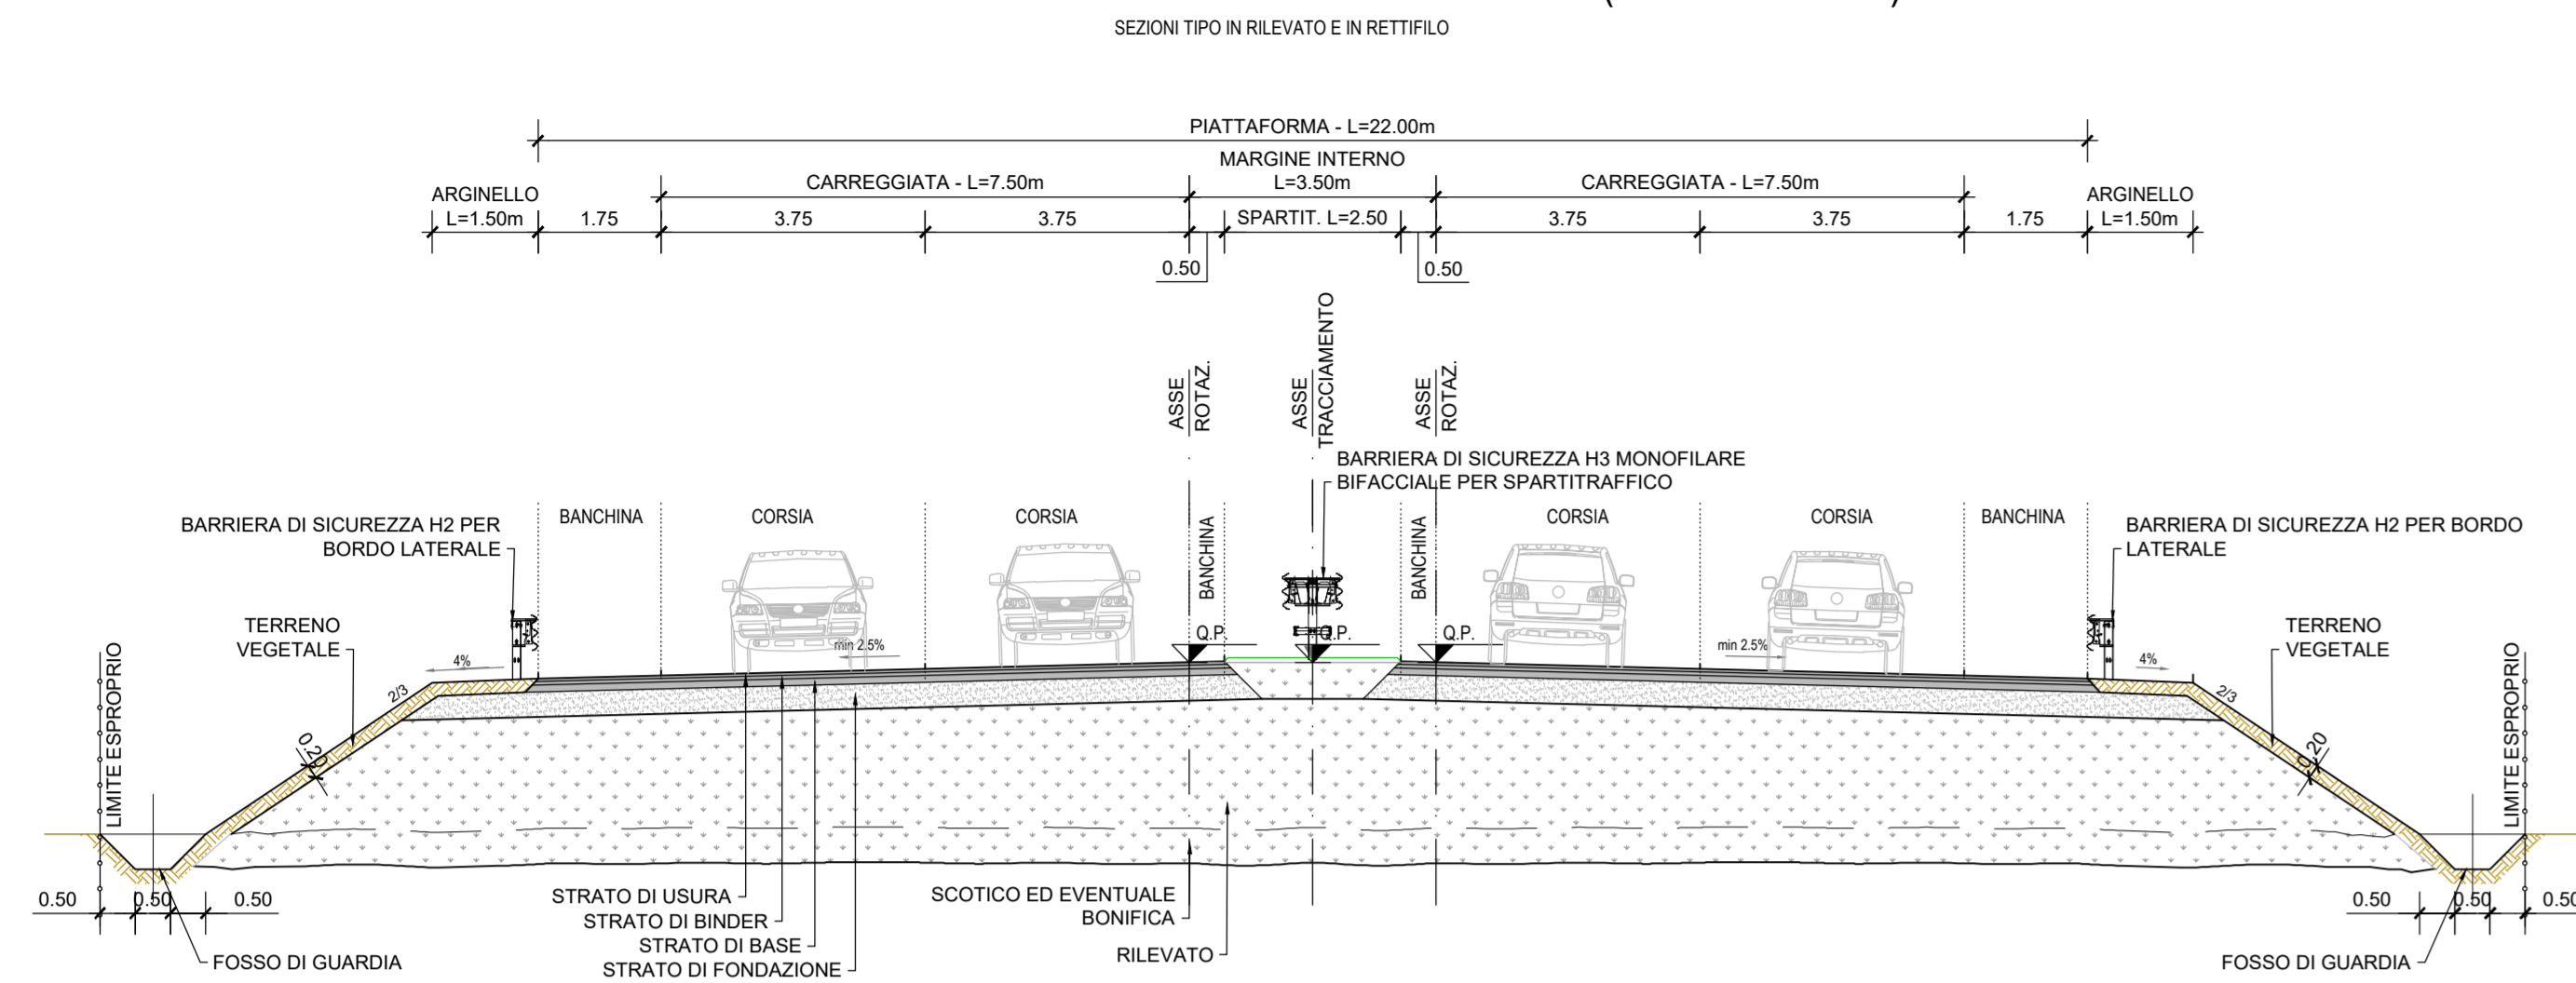 SEZIONI TIPO IN RILEVATO E IN RETTIFILO
PIATTAFORMA - L=22.00m
MARGINE INTERNO
L=3.50m
CARREGGIATA - L=7.50m
CARREGGIATA - L=7.50m
ARGINELLO
L=1.50m
1.75
3.75
3.75
SPARTIT. L=2.50
3.75
3.75
1.75
ARGINELLO
L=1.50m
0.50
0.50
ASSE
ROTAZ.
ASSE
TRACCIAMENTO
ASSE
ROTAZ.
BARRIERA DI SICUREZZA H3 MONOFILARE
BIFACCIALE PER SPARTITRAFFICO
BARRIERA DI SICUREZZA H2 PER
BORDO LATERALE
BANCHINA
CORSIA
CORSIA
BANCHINA
BANCHINA
CORSIA
CORSIA
BANCHINA
BARRIERA DI SICUREZZA H2 PER BORDO
LATERALE
TERRENO
VEGETALE
Q.P.
Q.P.
Q.P.
TERRENO
VEGETALE
LIMITE ESPROPRIO
4%
min 2.5%
min 2.5%
4%
LIMITE ESPROPRIO
2/3
2/3
0.20
0.20
0.50
0.50
0.50
STRATO DI USURA
STRATO DI BINDER
STRATO DI BASE
STRATO DI FONDAZIONE
SCOTICO ED EVENTUALE
BONIFICA
RILEVATO
0.50
0.50
0.50
FOSSO DI GUARDIA
FOSSO DI GUARDIA